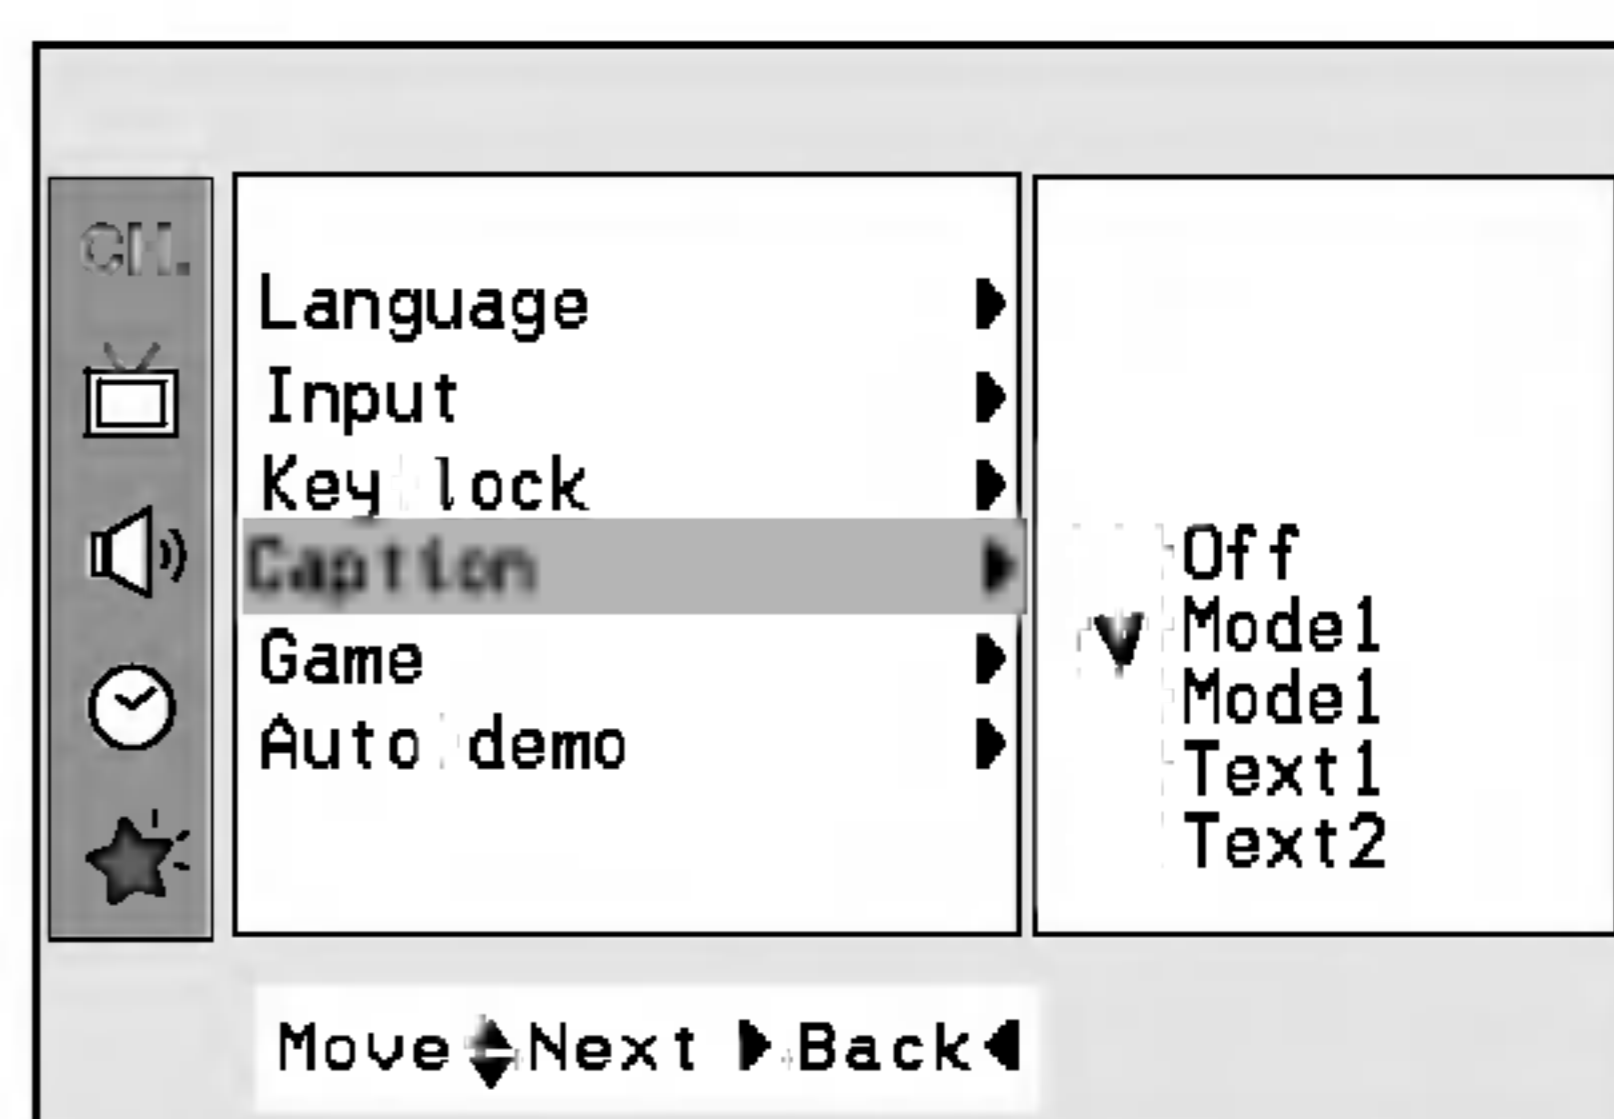 CH.
Language
Input
Key lock
Caption
Game
Auto demo
Off
Mode1
Mode1
Text1
Text2
Move Next Back